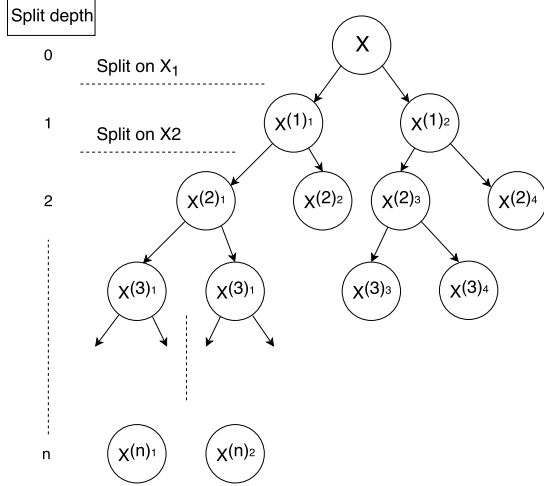 Split depth
0
X
Split on X₁
1
X(1)₁
X(1)₂
Split on X2
2
X(2)₁
X(2)₂
X(2)₃
X(2)₄
X(3)₁
X(3)₁
X(3)₃
X(3)₄
n
X(n)₁
X(n)₂